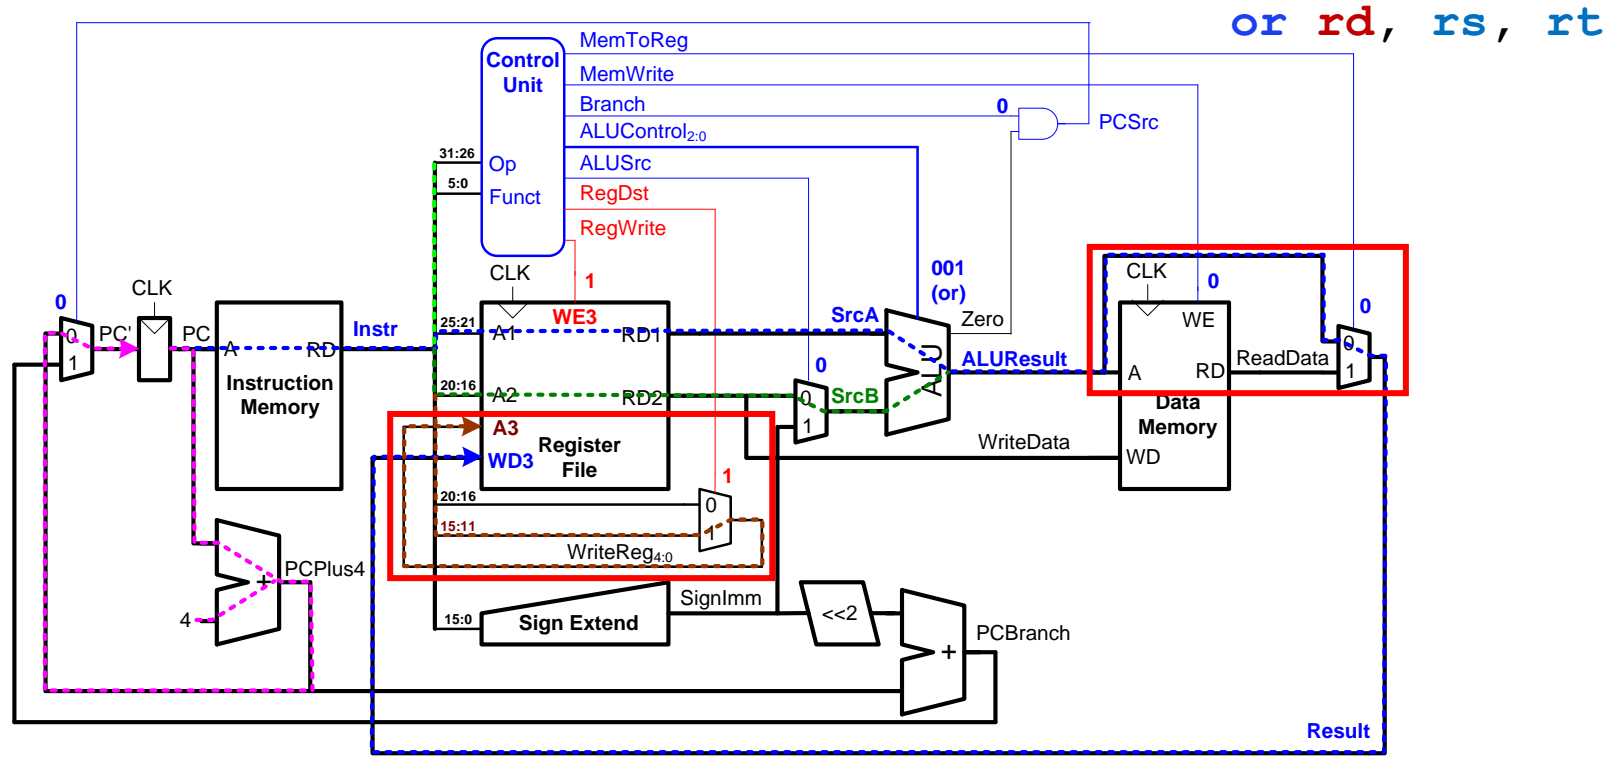 or rd, rs, rt
MemToReg
Control
Unit
MemWrite
Branch
0
PCSrc
ALUControl2:0
31:26
Op
ALUSrc
5:0
Funct
RegDst
RegWrite
CLK
1
001
(or)
CLK
0
0
CLK
0
WE3
WE
0
PC'
PC
Instr
25:21
A1
RD1
SrcA
Zero
0
1
A
RD
0
ALU
ALUResult
A
RD
ReadData
0
1
Instruction
Memory
20:16
A2
RD2
0
SrcB
1
Data
Memory
A3
Register
File
WriteData
WD3
WD
1
20:16
0
15:11
1
WriteReg4:0
PCPlus4
+
4
SignImm
15:0
Sign Extend
<<2
PCBranch
+
Result